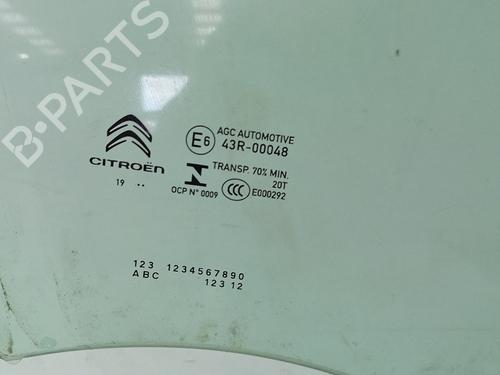 B-PARTS
CITROËN
19 ..
E6
AGC AUTOMOTIVE
43R-00048
TRANSP. 70% MIN.
20T
OCP N° 0009
CCC
E000292
123 1234567890
ABC 123 12